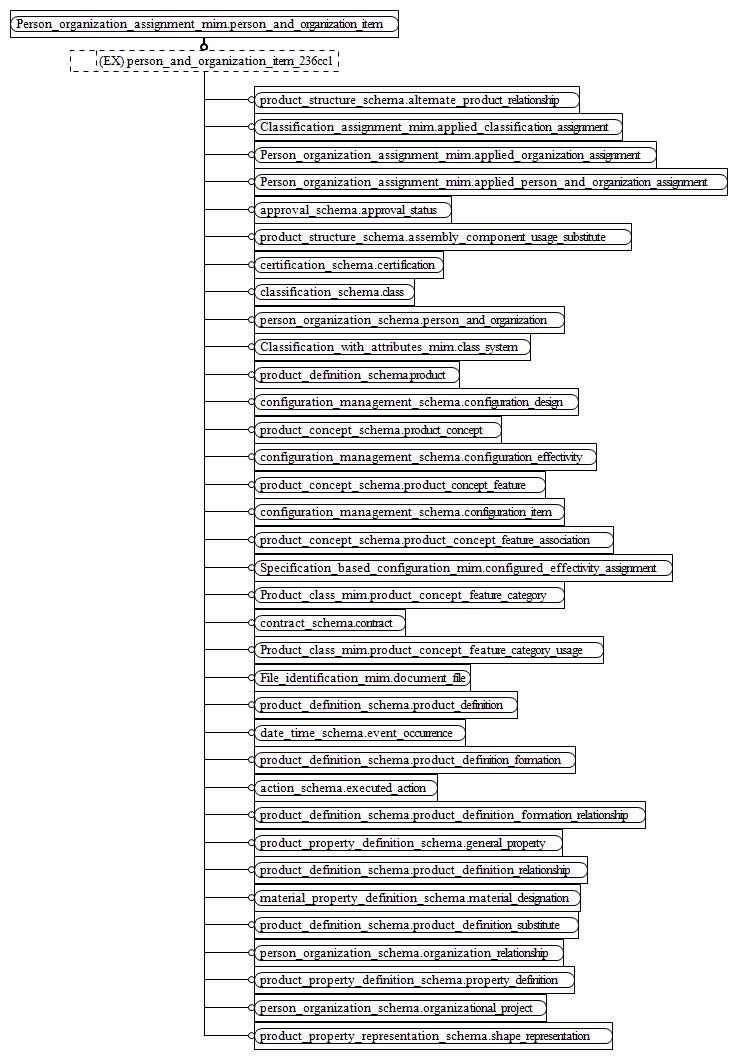 Person_organization_assignment_mim.person_and_organization_item
(EX) person_and_organization_item_236cc1
product_structure_schema.alternate_product_relationship
Classification_assignment_mim.applied_classification_assignment
Person_organization_assignment_mim.applied_organization_assignment
Person_organization_assignment_mim.applied_person_and_organization_assignment
approval_schema.approval_status
product_structure_schema.assembly_component_usage_substitute
certification_schema.certification
classification_schema.class
person_organization_schema.person_and_organization
Classification_with_attributes_mim.class_system
product_definition_schema.product
configuration_management_schema.configuration_design
product_concept_schema.product_concept
configuration_management_schema.configuration_effectivity
product_concept_schema.product_concept_feature
configuration_management_schema.configuration_item
product_concept_schema.product_concept_feature_association
Specification_based_configuration_mim.configured_effectivity_assignment
Product_class_mim.product_concept_feature_category
contract_schema.contract
Product_class_mim.product_concept_feature_category_usage
File_identification_mim.document_file
product_definition_schema.product_definition
date_time_schema.event_occurrence
product_definition_schema.product_definition_formation
action_schema.executed_action
product_definition_schema.product_definition_formation_relationship
product_property_definition_schema.general_property
product_definition_schema.product_definition_relationship
material_property_definition_schema.material_designation
product_definition_schema.product_definition_substitute
person_organization_schema.organization_relationship
product_property_definition_schema.property_definition
person_organization_schema.organizational_project
product_property_representation_schema.shape_representation